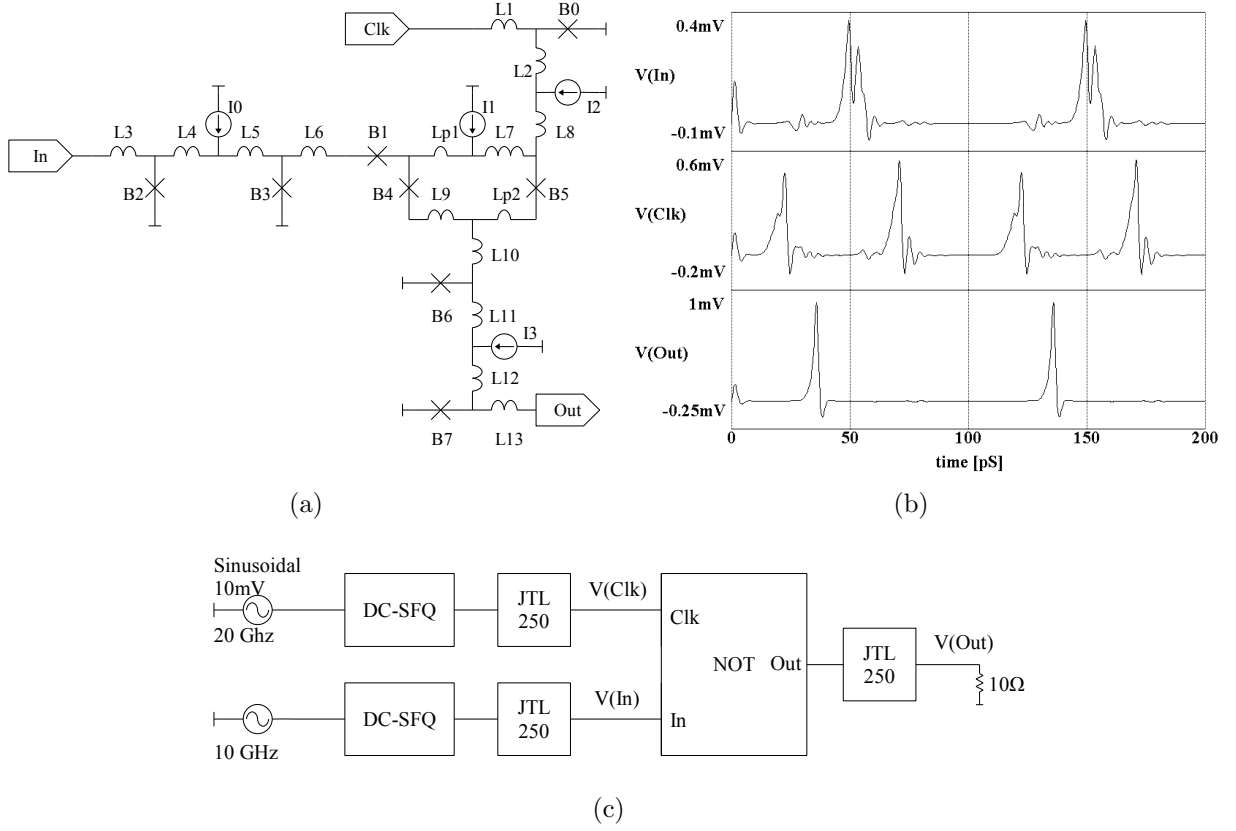 Clk
L1
B0
L2
I2
L8
In
L3
L4
I0
L5
L6
B1
Lp1
I1
L7
B2
B3
B4
L9
Lp2
B5
L10
B6
L11
I3
L12
B7
L13
Out
(a)
0.4mV
V(In)
-0.1mV
0.6mV
V(Clk)
-0.2mV
1mV
V(Out)
-0.25mV
0 50 100 150 200
time [pS]
(b)
Sinusoidal
10mV
20 Ghz
DC-SFQ
JTL
250
V(Clk)
Clk
NOT
Out
In
JTL
250
V(Out)
10Ω
10 GHz
DC-SFQ
JTL
250
V(In)
(c)